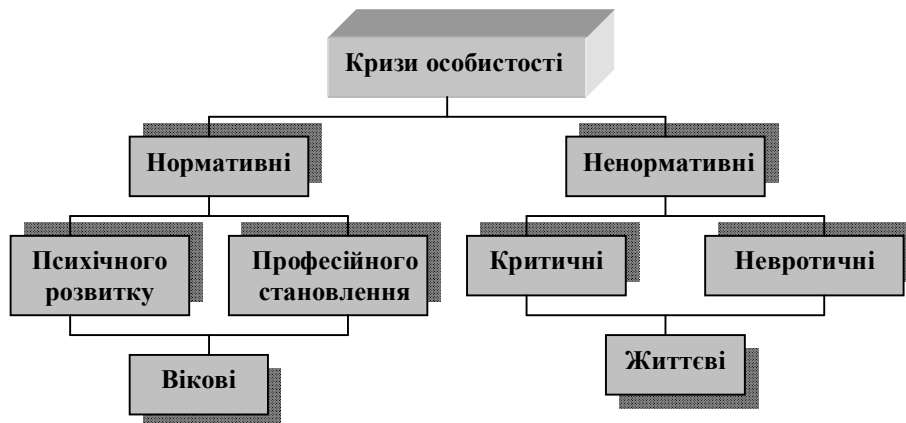 Кризи особистості
Нормативні
Ненормативні
Психічного
розвитку
Професійного
становлення
Критичні
Невротичні
Вікові
Життєві